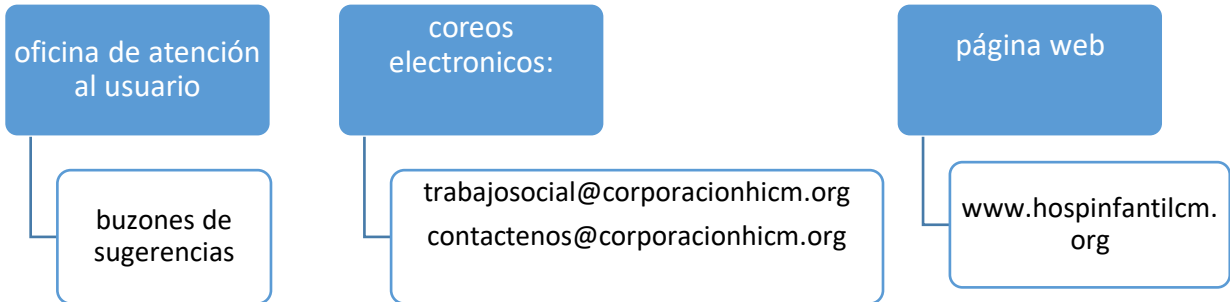 oficina de atención
al usuario
buzones de
sugerencias
coreos
electronicos:
trabajosocial@corporacionhicm.org
contactenos@corporacionhicm.org
página web
www.hospinfantilcm.
org